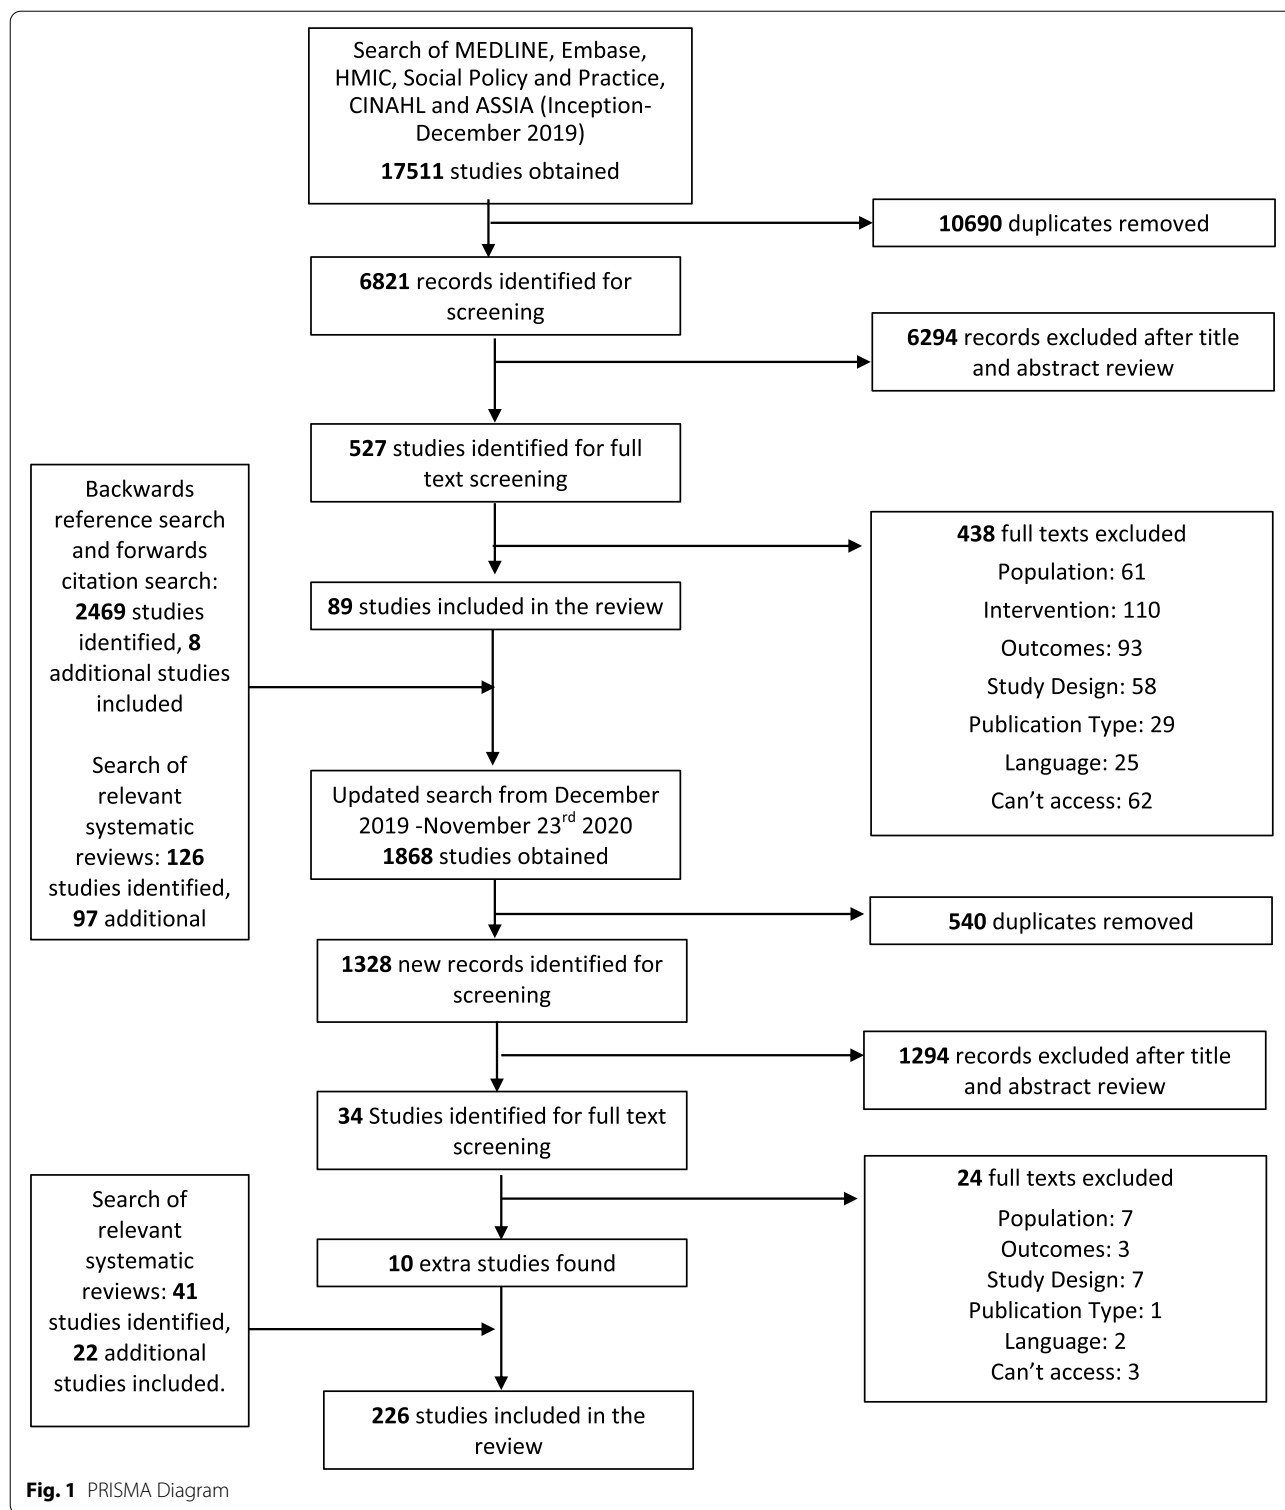 Search of MEDLINE, Embase,
HMIC, Social Policy and Practice,
CINAHL and ASSIA (Inception-
December 2019)
17511 studies obtained
10690 duplicates removed
6821 records identified for
screening
6294 records excluded after title
and abstract review
527 studies identified for full
text screening
Backwards
reference search
and forwards
citation search:
2469 studies
identified, 8
additional studies
included
Search of
relevant
systematic
reviews: 126
studies identified,
97 additional
438 full texts excluded
Population: 61
Intervention: 110
Outcomes: 93
Study Design: 58
Publication Type: 29
Language: 25
Can't access: 62
89 studies included in the review
Updated search from December
2019 -November 23rd 2020
1868 studies obtained
540 duplicates removed
1328 new records identified for
screening
1294 records excluded after title
and abstract review
34 Studies identified for full text
screening
24 full texts excluded
Population: 7
Outcomes: 3
Study Design: 7
Publication Type: 1
Language: 2
Can't access: 3
10 extra studies found
Search of
relevant
systematic
reviews: 41
studies identified,
22 additional
studies included.
226 studies included in the
review
Fig. 1 PRISMA Diagram